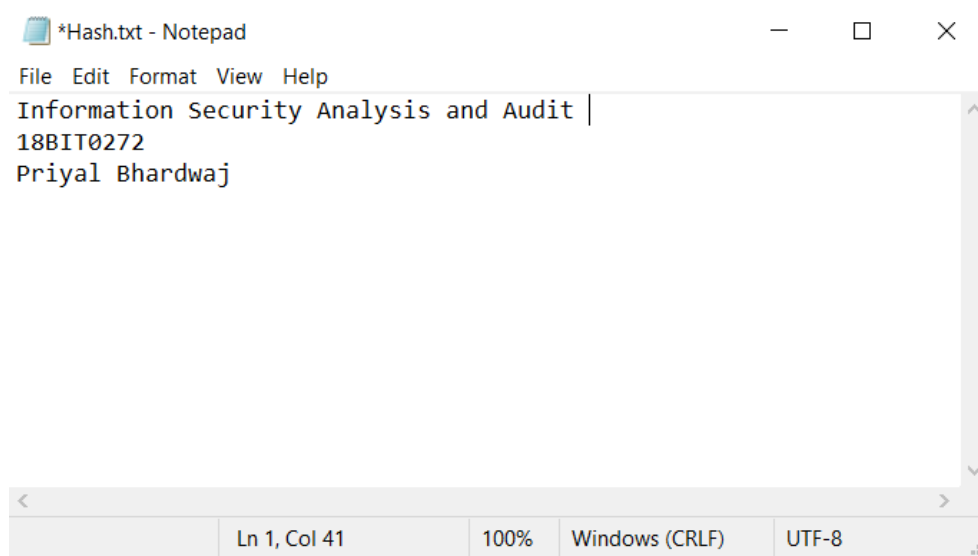 *Hash.txt - Notepad
File Edit Format View Help
Information Security Analysis and Audit
18BIT0272
Priyal Bhardwaj
Ln 1, Col 41 100% Windows (CRLF) UTF-8